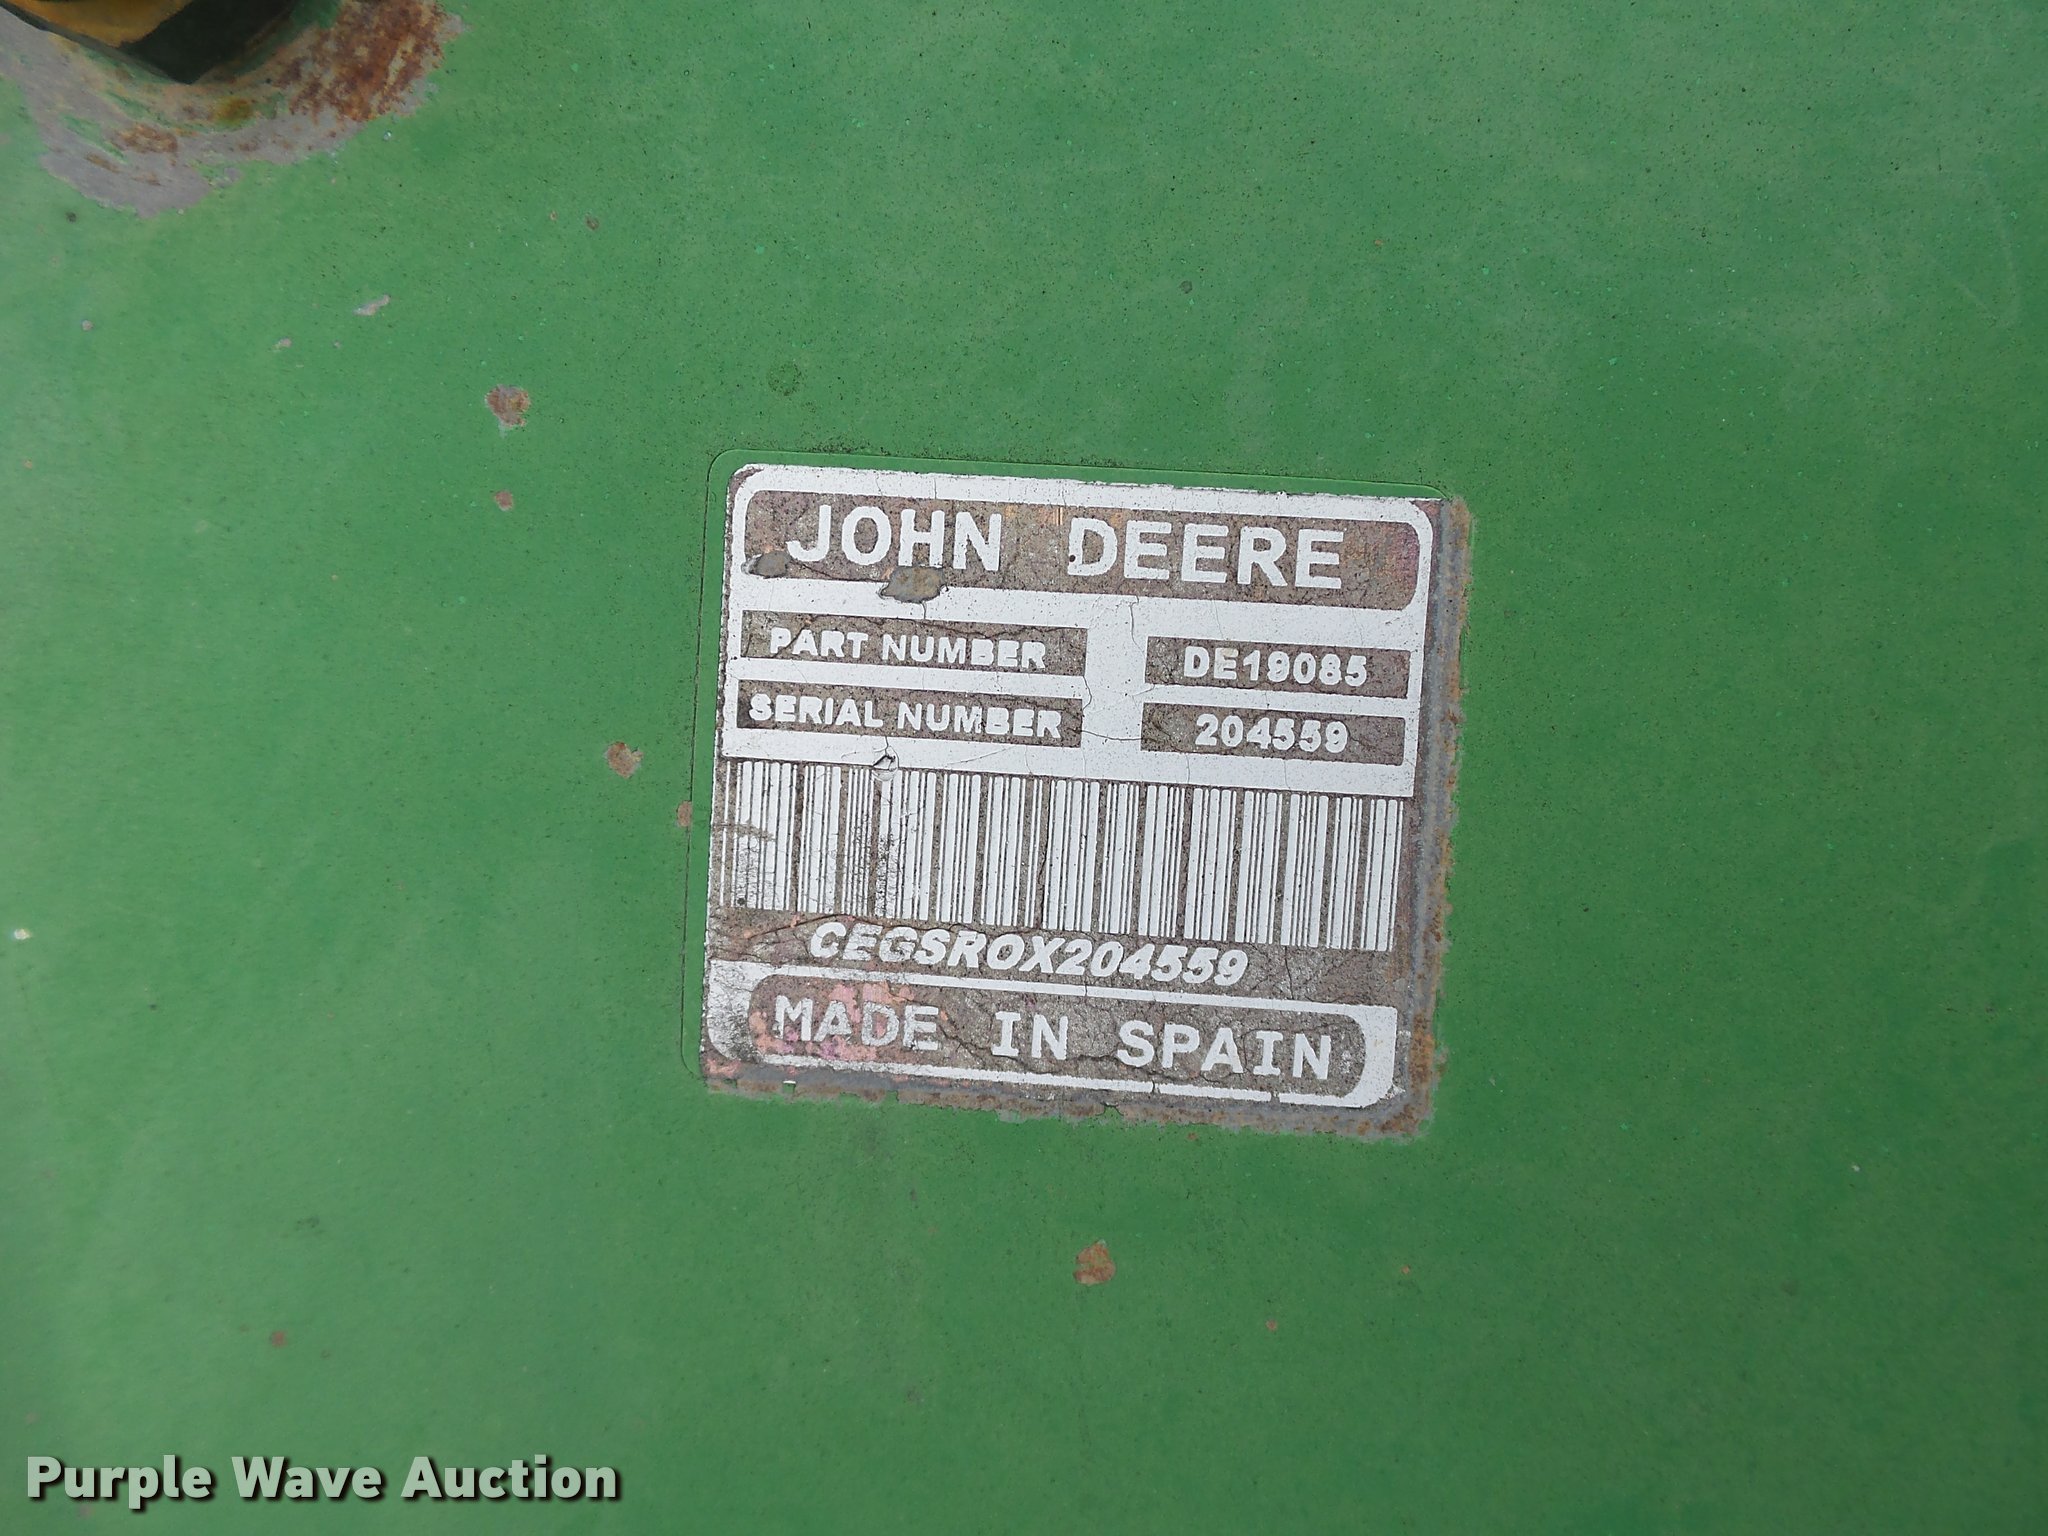 JOHN DEERE
PART NUMBER DE19085
SERIAL NUMBER 204559
CEGSROX204559
MADE IN SPAIN
Purple Wave Auction